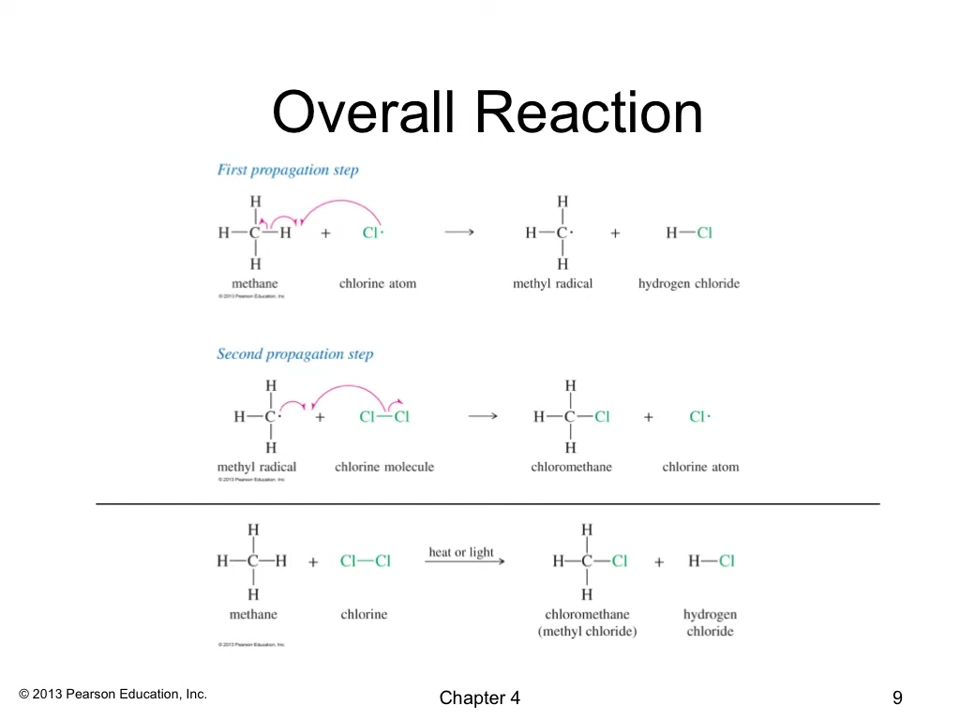 Overall Reaction
First propagation step
H
H—C—H + Cl· → H—C· + H—Cl
H
H
H
methane chlorine atom methyl radical hydrogen chloride
© 2013 Pearson Education, Inc
Second propagation step
H H
H—C· + Cl—Cl → H—C—Cl + Cl·
H H
methyl radical chlorine molecule chloromethane chlorine atom
© 2013 Pearson Education, Inc
H H
heat or light
H—C—H + Cl—Cl → H—C—Cl + H—Cl
H H
methane chlorine chloromethane hydrogen
(methyl chloride) chloride
© 2013 Pearson Education, Inc
© 2013 Pearson Education, Inc. Chapter 4 9